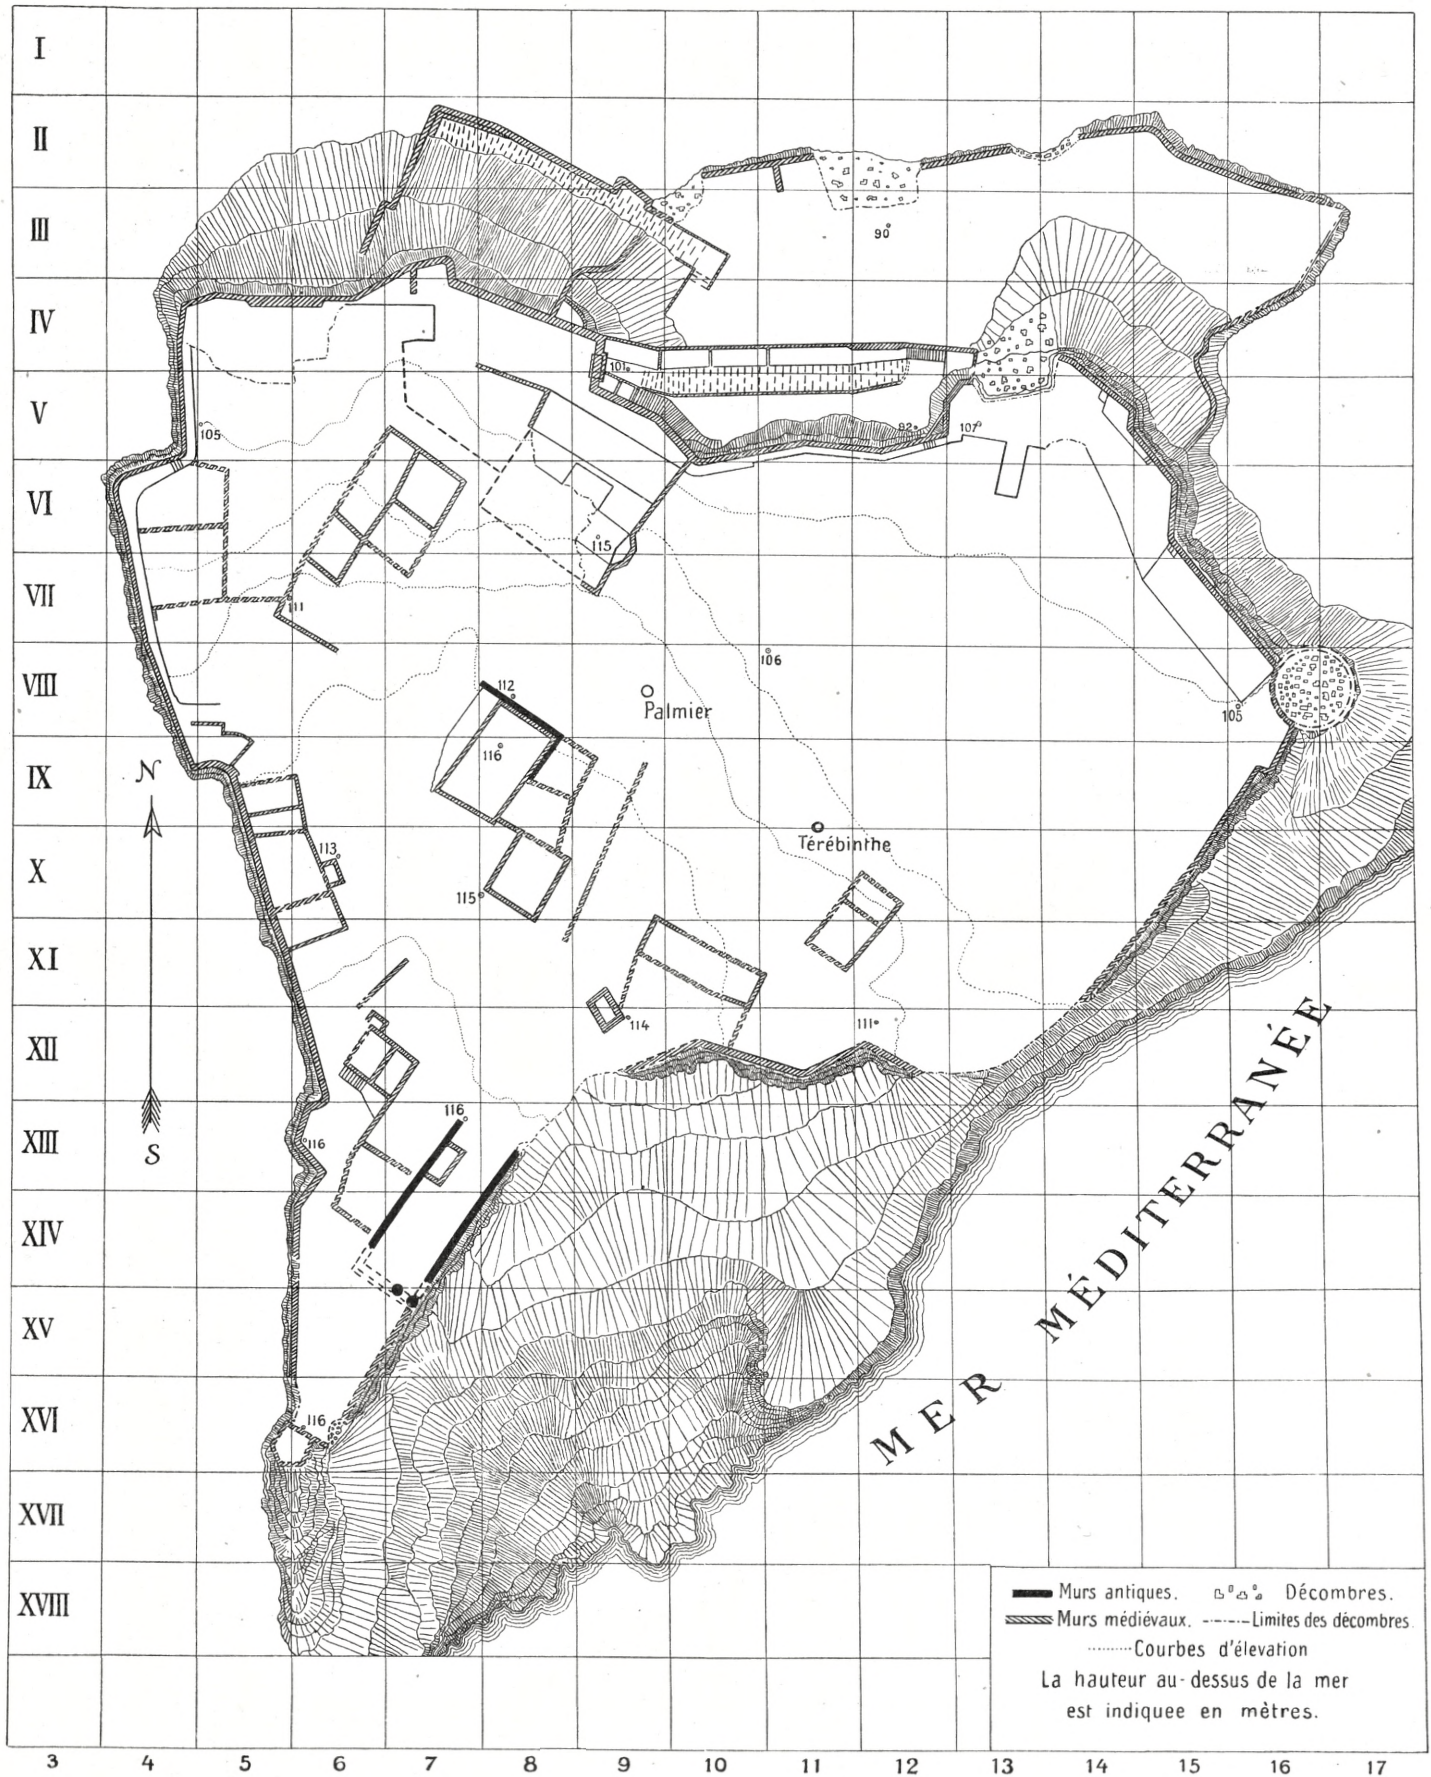 I
II
III
90
IV
101
V
105
92
107
VI
115
VII
111
106
VIII
112
Palmier
105
116
IX
N
Térébinthe
113
X
115
XI
114
111
XII
116
XIII
116
S
XIV
XV
MER MÉDITERRANÉE
XVI
116
XVII
XVIII
Murs antiques. Décombres.
Murs médiévaux. Limites des décombres
Courbes d'élevation
La hauteur au-dessus de la mer
est indiquee en mètres.
3 4 5 6 7 8 9 10 11 12 13 14 15 16 17